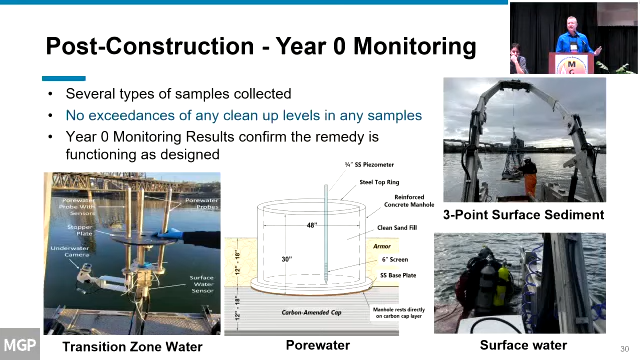 Post-Construction - Year 0 Monitoring
• Several types of samples collected
• No exceedances of any clean up levels in any samples
• Year 0 Monitoring Results confirm the remedy is
functioning as designed
M
G
3-Point Surface Sediment
Porewater
Probe With
Sensors
Porewater
Probe
Stopper
Plate
Underwater
Camera
Surface
Water
Sensor
Transition Zone Water
¾" SS Piezometer
Steel Top Ring
Reinforced
Concrete Manhole
Clean Sand Fill
48"
Armor
30"
6" Screen
SS Base Plate
12" - 18"
12" - 18"
Carbon-Amended Cap
Manhole rests directly
on carbon cap layer
Porewater
Surface water
MGP
30